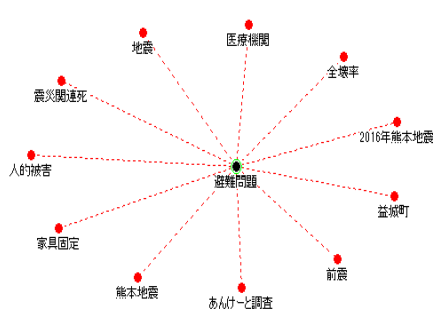 医療機関
地震
全壊率
震災関連死
2016年熊本地震
人的被害
避難問題
益城町
家具固定
前震
熊本地震
あんけーと調査